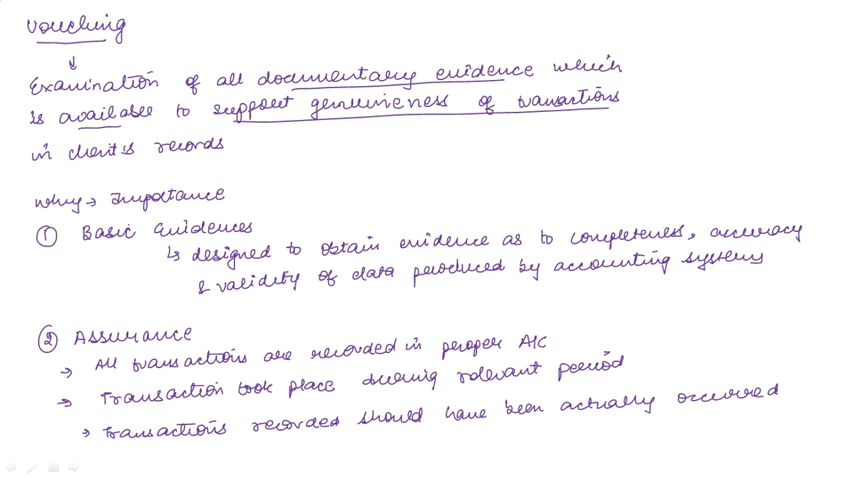 Vouching
Examination of all documentary evidence which
is available to support genuineness of transactions
in client's records
Why → Importance
① Basic Evidences
↳ designed to obtain evidence as to completeness, accuracy
& validity of data produced by accounting systems
② Assurance
→ All transactions are recorded in proper A/C
→ Transaction took place during relevant period
→ transactions recorded should have been actually occurred